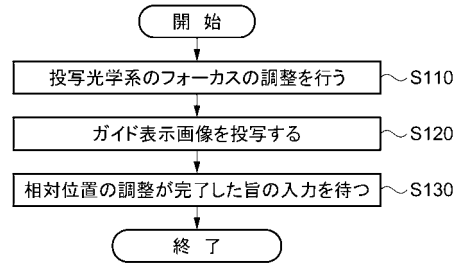 開始
投写光学系のフォーカスの調整を行う S110
ガイド表示画像を投写する S120
相対位置の調整が完了した旨の入力を待つ S130
終了